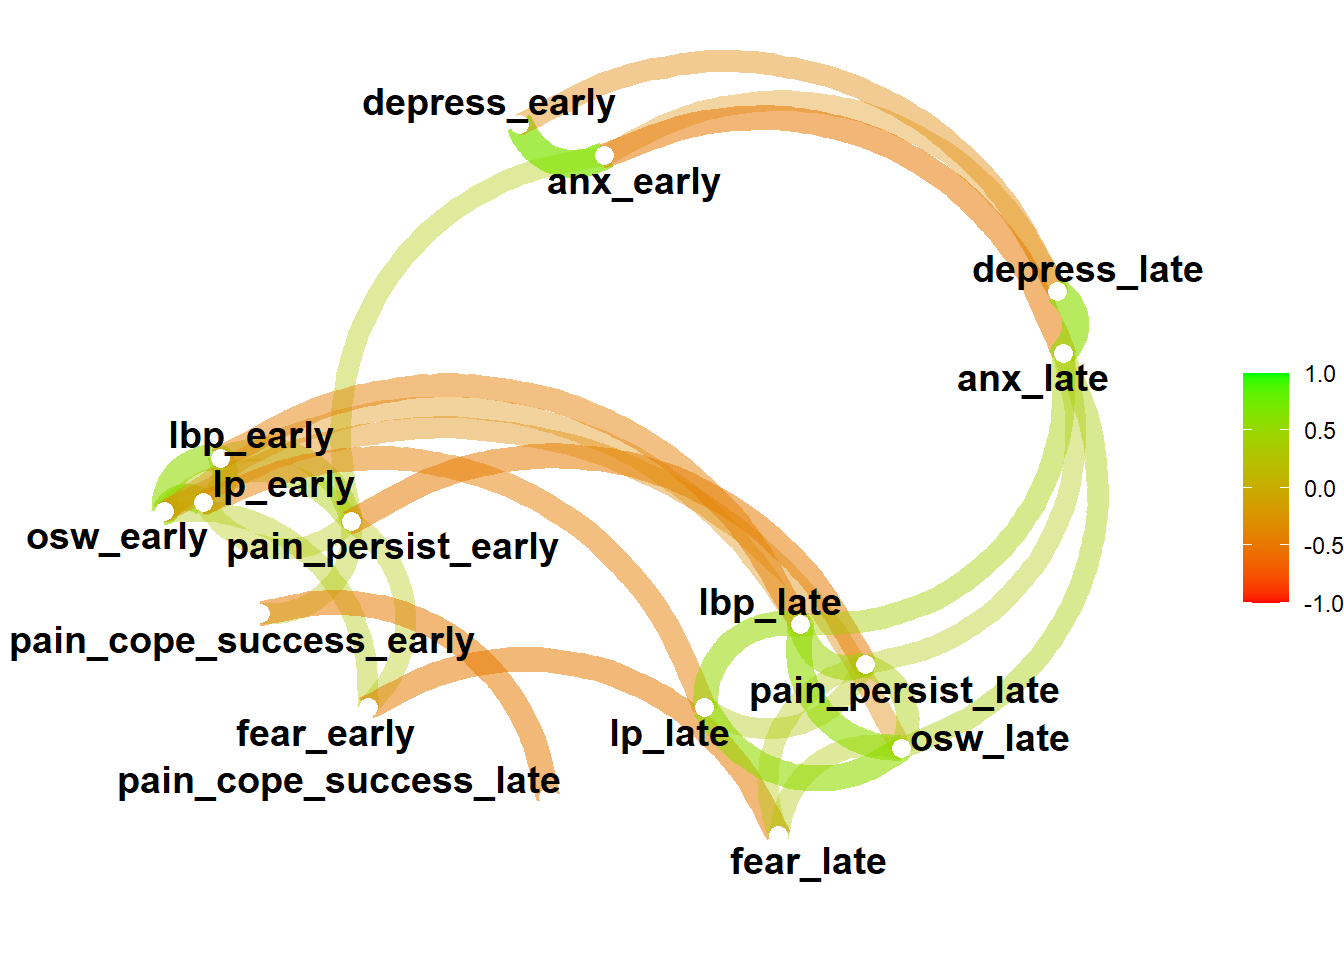 depress_early
anx_early
depress_late
anx_late
1.0
0.5
0.0
-0.5
-1.0
lbp_early
lp_early
osw_early
pain_persist_early
lbp_late
pain_cope_success_early
pain_persist_late
fear_early
lp_late
osw_late
pain_cope_success_late
fear_late